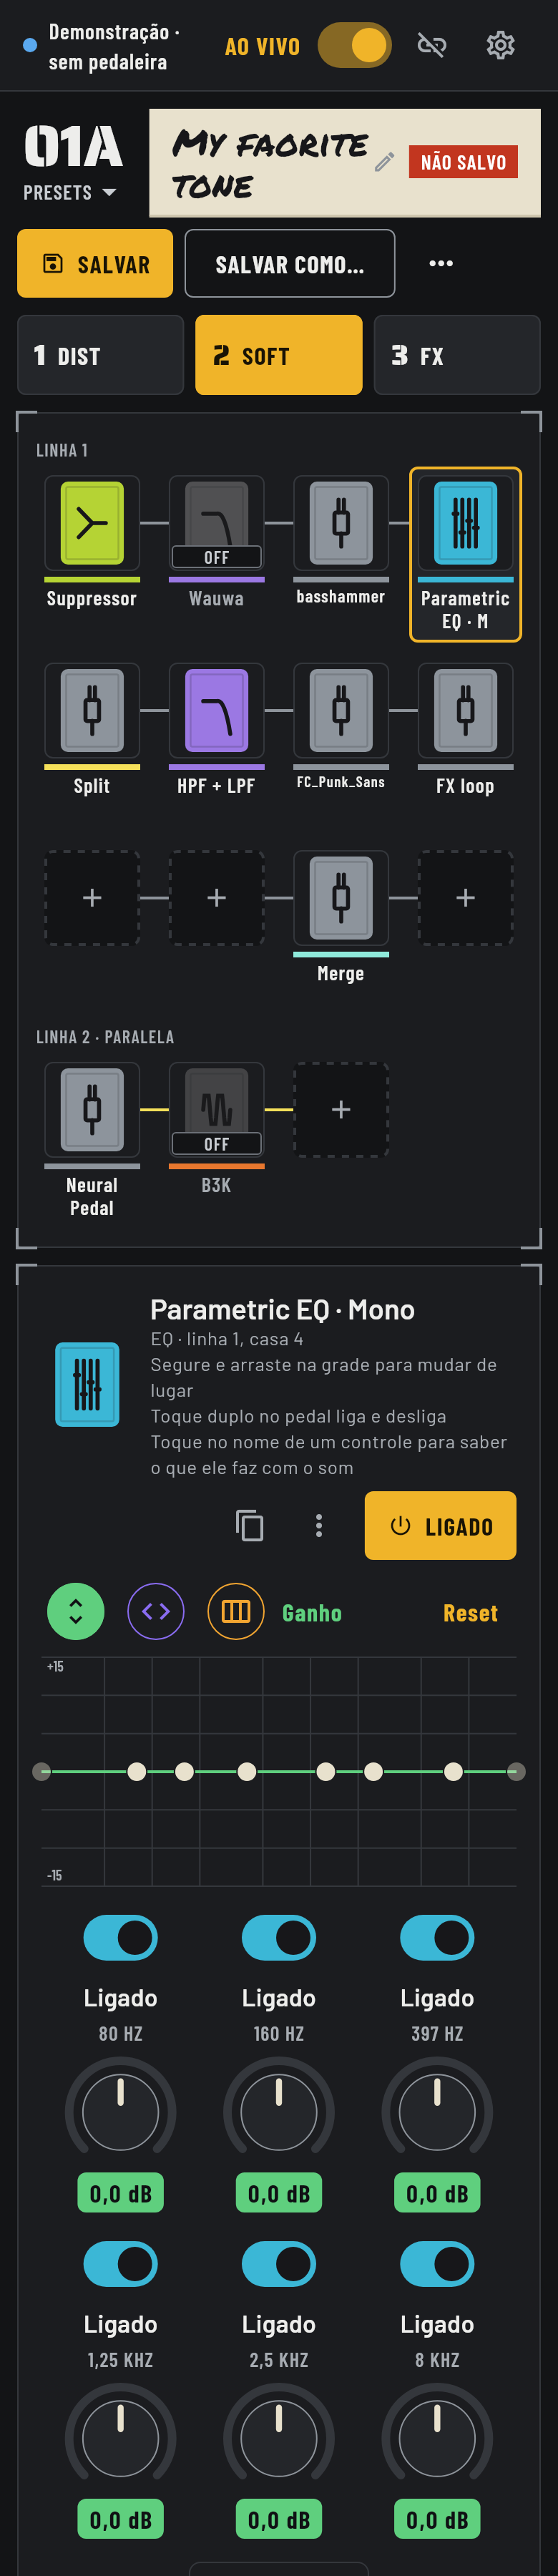 Demonstração ·
sem pedaleira
AO VIVO
01A
PRESETS
My faorite
tone
NÃO SALVO
SALVAR
SALVAR COMO...
1 DIST
2 SOFT
3 FX
LINHA 1
OFF
Suppressor
Wauwa
basshammer
Parametric
EQ · M
Split
HPF + LPF
FC_Punk_Sans
FX loop
Merge
LINHA 2 · PARALELA
OFF
Neural
Pedal
B3K
Parametric EQ · Mono
EQ · linha 1, casa 4
Segure e arraste na grade para mudar de
lugar
Toque duplo no pedal liga e desliga
Toque no nome de um controle para saber
o que ele faz com o som
LIGADO
Ganho
Reset
+15
-15
Ligado
Ligado
Ligado
80 HZ
160 HZ
397 HZ
0,0 dB
0,0 dB
0,0 dB
Ligado
Ligado
Ligado
1,25 KHZ
2,5 KHZ
8 KHZ
0,0 dB
0,0 dB
0,0 dB